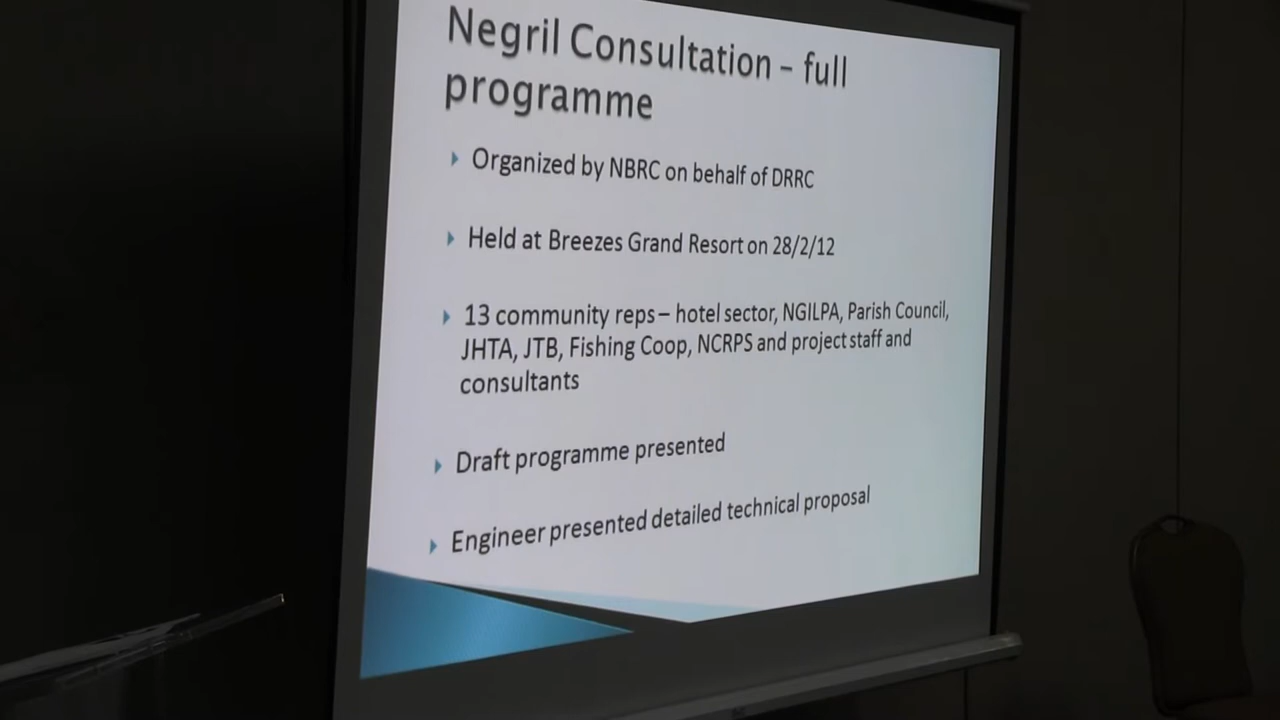 Negril Consultation – full
programme
Organized by NBRC on behalf of DRRC
Held at Breezes Grand Resort on 28/2/12
13 community reps – hotel sector, NGILPA, Parish Council,
JHTA, JTB, Fishing Coop, NCRPS and project staff and
consultants
Draft programme presented
Engineer presented detailed technical proposal